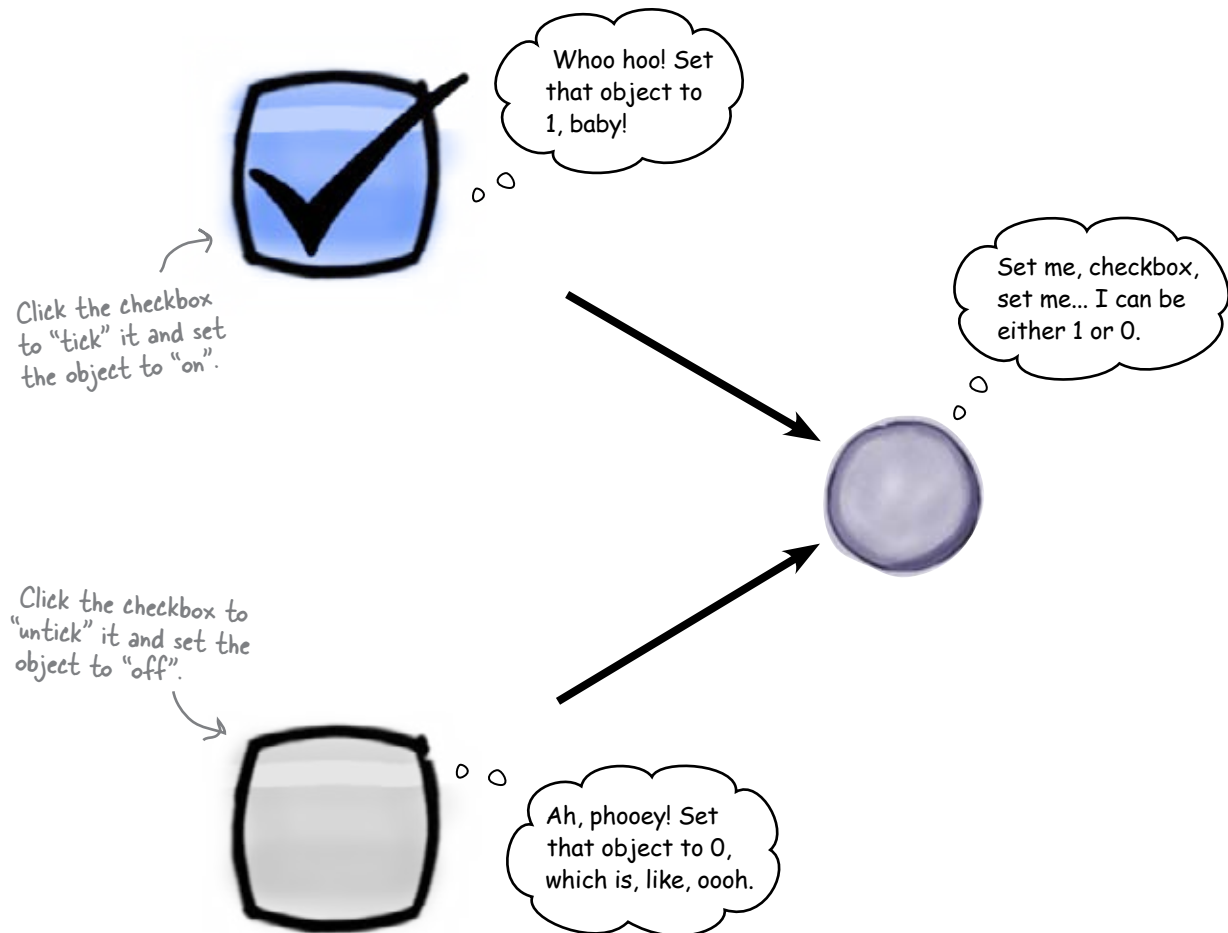 Whoo hoo! Set
that object to
1, baby!
Click the checkbox
to “tick” it and set
the object to “on”.
Set me, checkbox,
set me... I can be
either 1 or 0.
Click the checkbox to
“untick” it and set the
object to “off”.
Ah, phooey! Set
that object to 0,
which is, like, oooh.